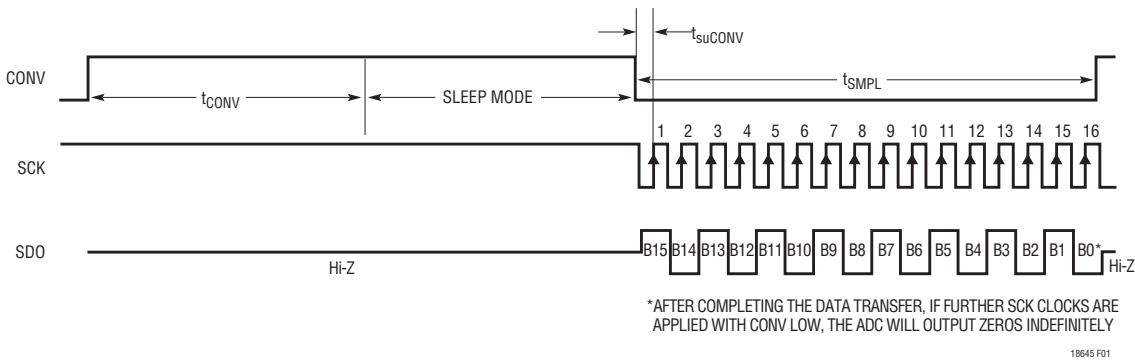 t_suCONV
CONV
t_CONV
SLEEP MODE
t_SMPL
1 2 3 4 5 6 7 8 9 10 11 12 13 14 15 16
SCK
SDO
B15 B14 B13 B12 B11 B10 B9 B8 B7 B6 B5 B4 B3 B2 B1 B0*
Hi-Z
Hi-Z
*AFTER COMPLETING THE DATA TRANSFER, IF FURTHER SCK CLOCKS ARE
APPLIED WITH CONV LOW, THE ADC WILL OUTPUT ZEROS INDEFINITELY
18645 F01